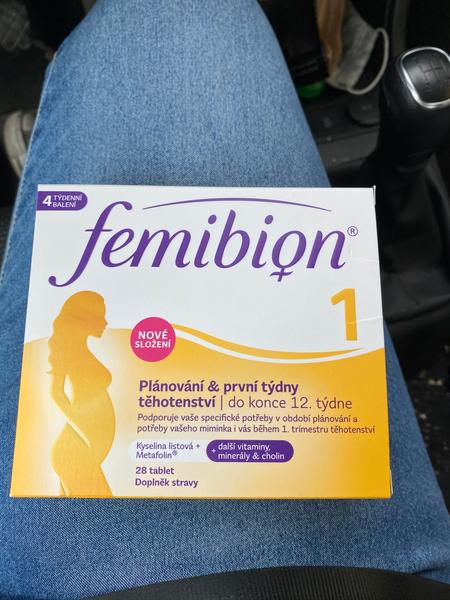 4 TÝDENNÍ
BALENÍ
femibion®
1
NOVÉ
SLOŽENÍ
Plánování & první týdny
těhotenství | do konce 12. týdne
Podporuje vaše specifické potřeby v období plánování a
potřeby vašeho miminka i vás během 1. trimestru těhotenství
Kyselina listová +
Metafolin®
+ další vitaminy,
minerály & cholin
28 tablet
Doplněk stravy